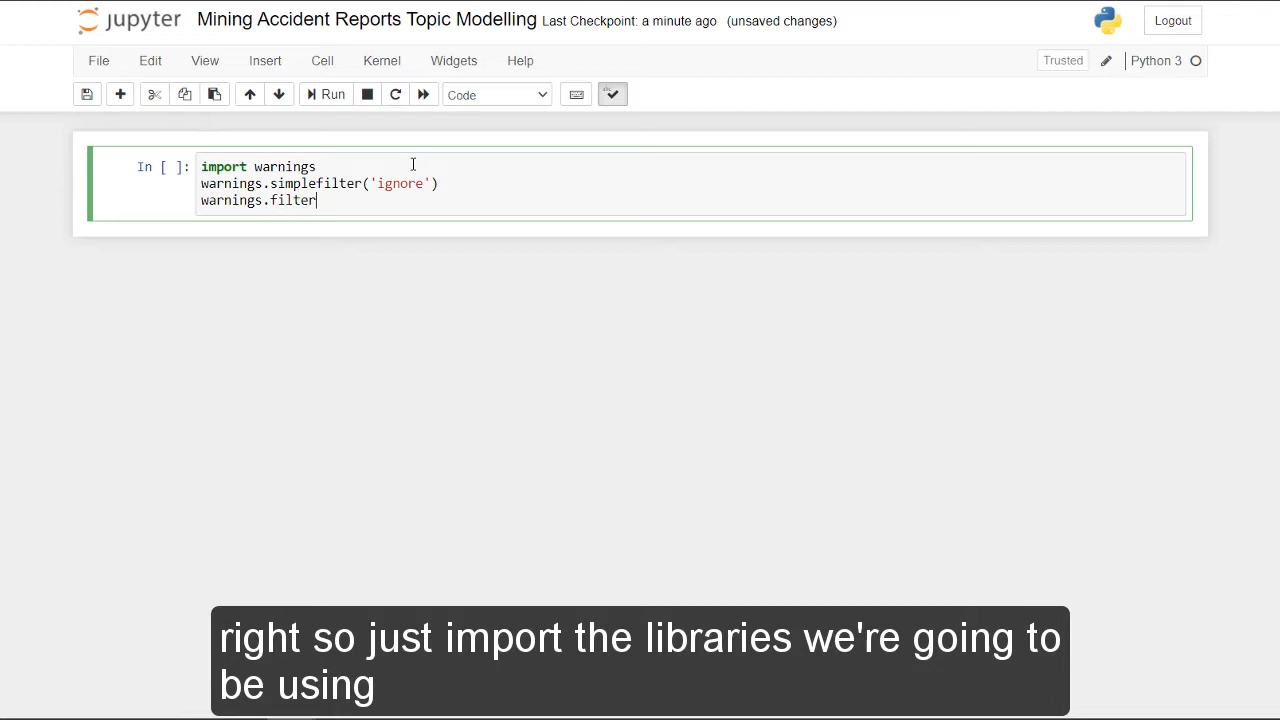 jupyter Mining Accident Reports Topic Modelling Last Checkpoint: a minute ago (unsaved changes) Logout
File Edit View Insert Cell Kernel Widgets Help Trusted Python 3
Run Code
In [ ]: import warnings
warnings.simplefilter('ignore')
warnings.filter
right so just import the libraries we're going to
be using